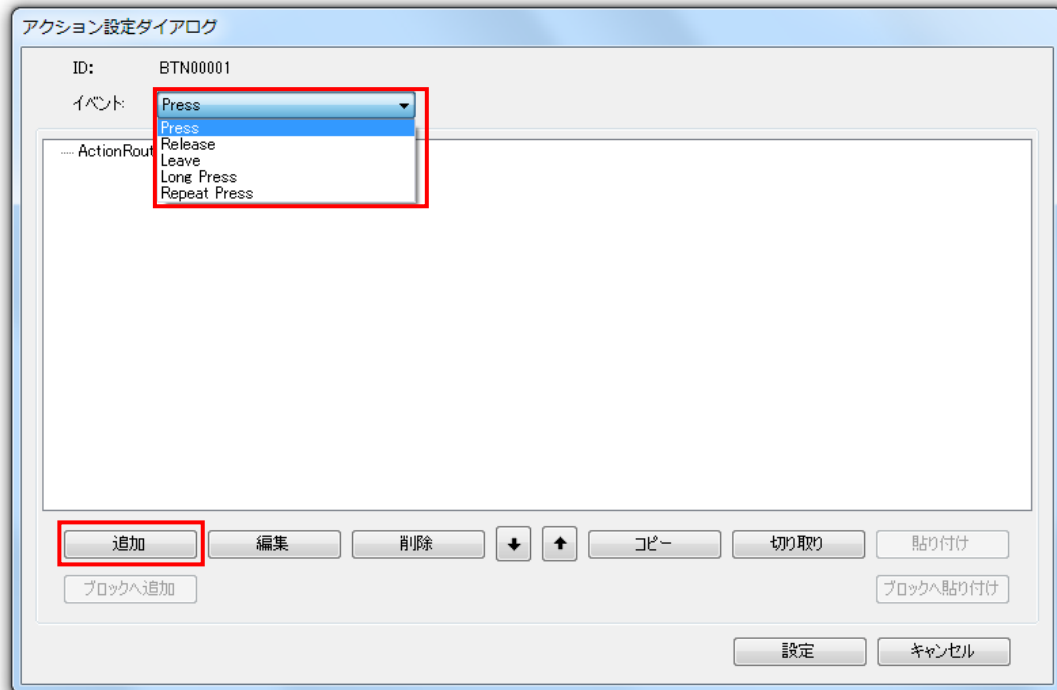 アクション設定ダイアログ
ID: BTN00001
イベント: Press
Press
Release
Leave
Long Press
Repeat Press
ActionRout
追加 編集 削除 コピー 切り取り 貼り付け
ブロックへ追加 ブロックへ貼り付け
設定 キャンセル